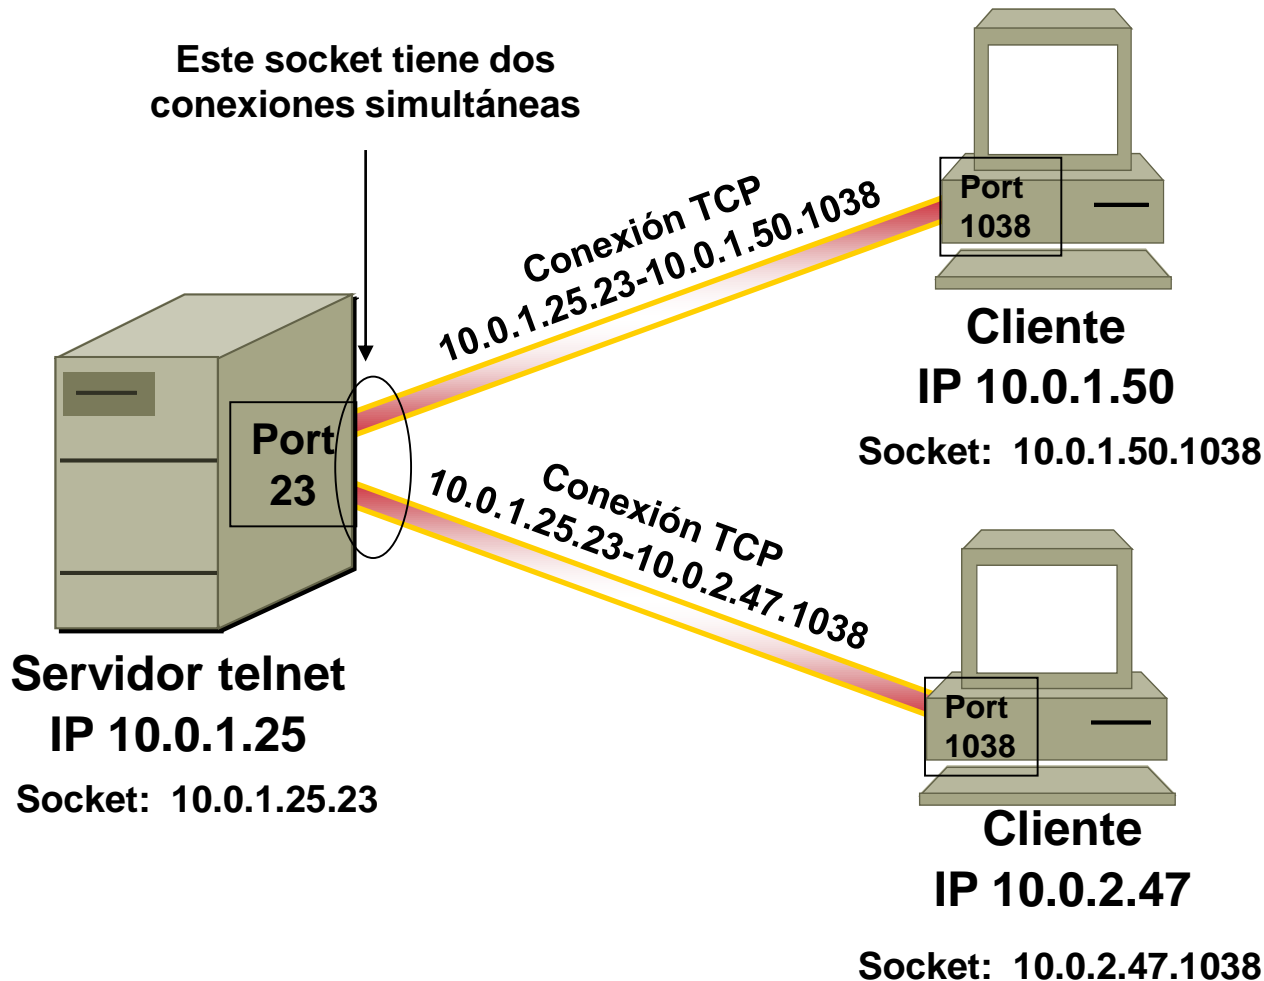 Este socket tiene dos
conexiones simultáneas
Conexión TCP
10.0.1.25.23-10.0.1.50.1038
Port
1038
Cliente
IP 10.0.1.50
Socket: 10.0.1.50.1038
Port
23
Conexión TCP
10.0.1.25.23-10.0.2.47.1038
Servidor telnet
IP 10.0.1.25
Socket: 10.0.1.25.23
Port
1038
Cliente
IP 10.0.2.47
Socket: 10.0.2.47.1038